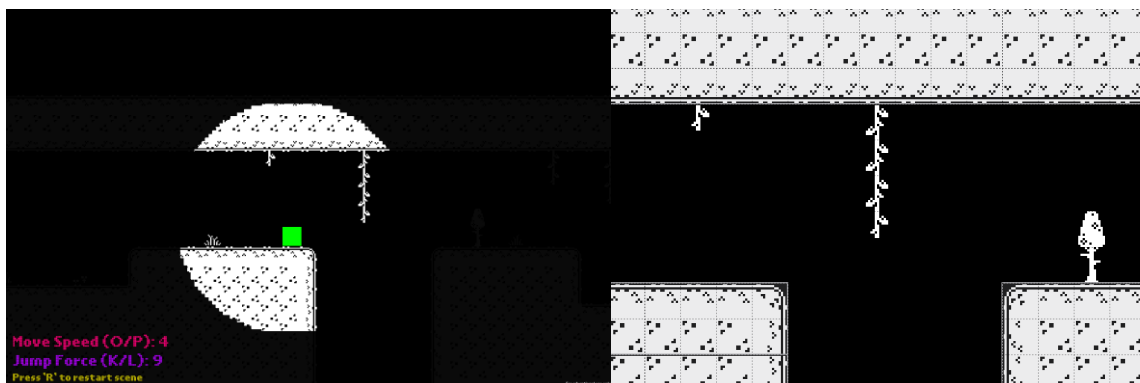 Move Speed (O/P): 4
Jump Force (K/L): 9
Press 'R' to restart scene